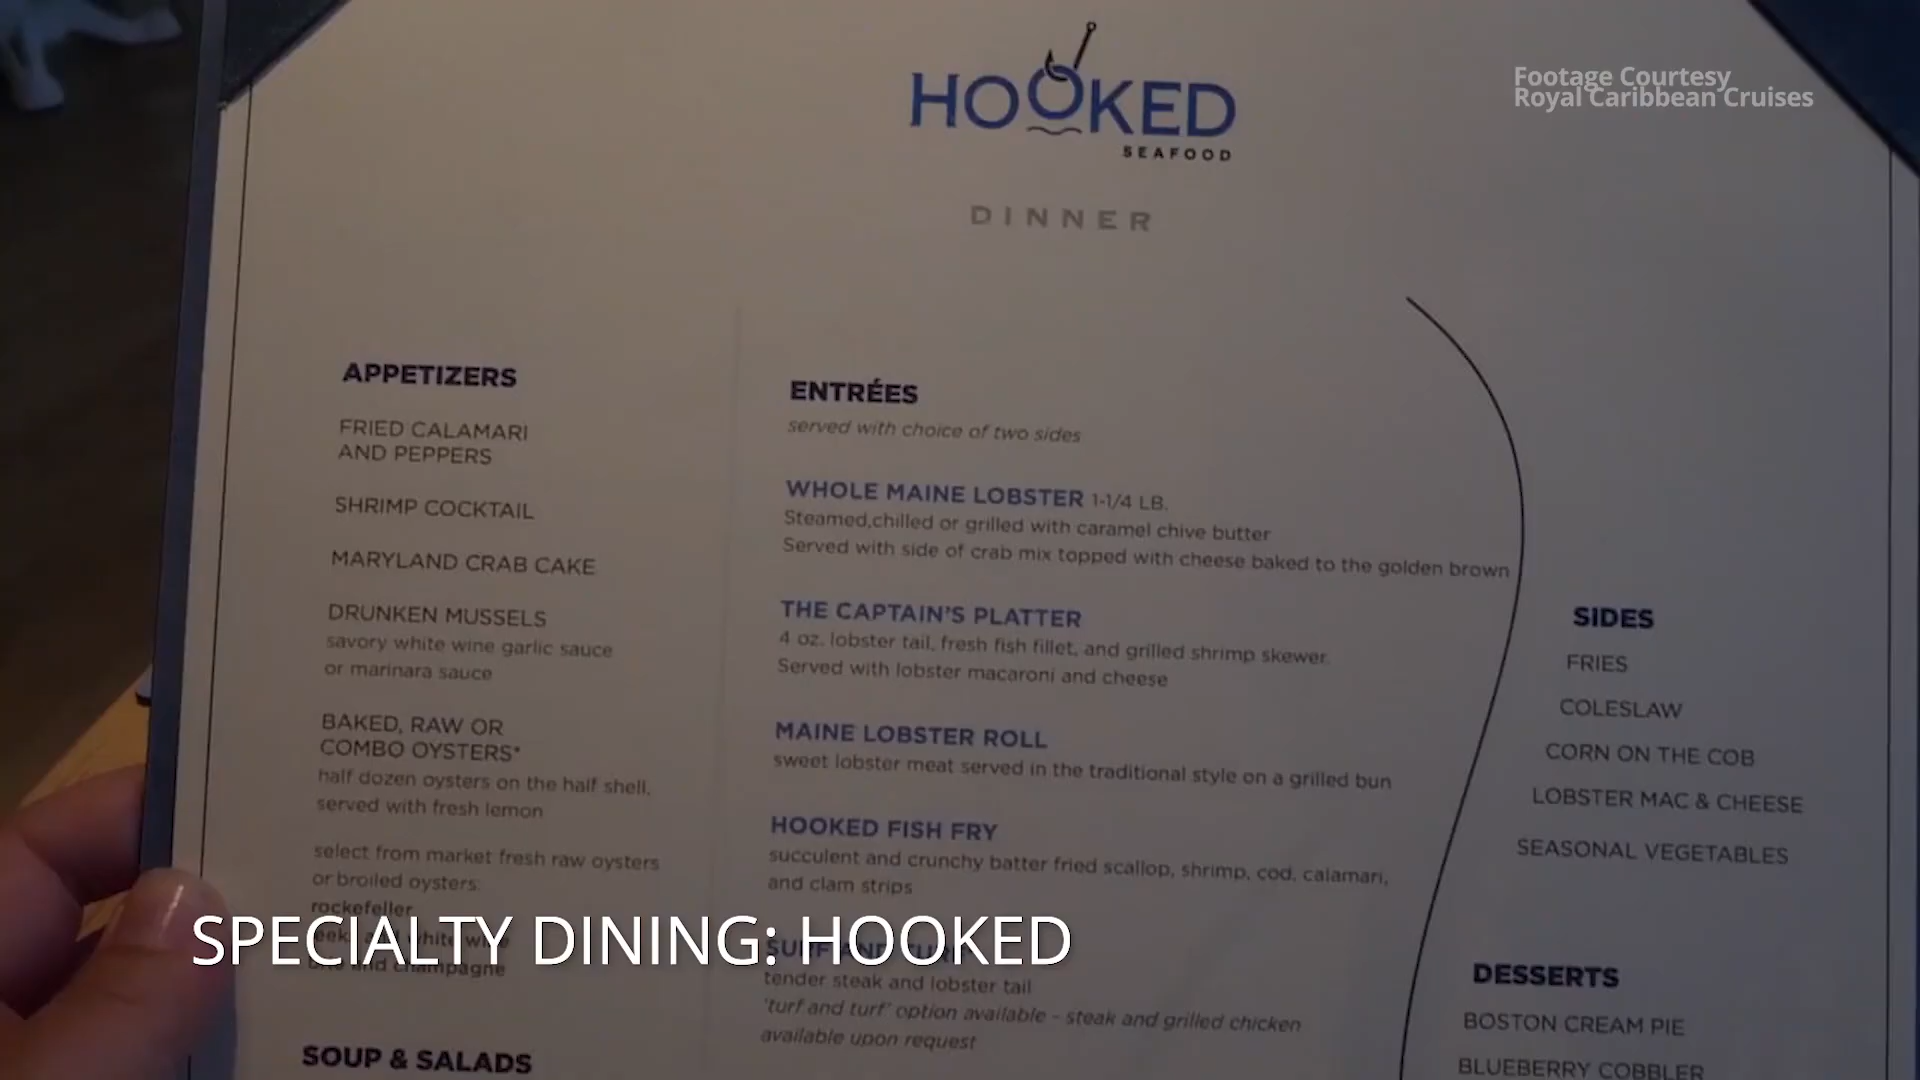 HOOKED
SEAFOOD
Footage Courtesy
Royal Caribbean Cruises
DINNER
APPETIZERS
FRIED CALAMARI
AND PEPPERS
SHRIMP COCKTAIL
MARYLAND CRAB CAKE
DRUNKEN MUSSELS
savory white wine garlic sauce
or marinara sauce
BAKED, RAW OR
COMBO OYSTERS*
half dozen oysters on the half shell,
served with fresh lemon
select from market fresh raw oysters
or broiled oysters:
rockefeller
white wine
and champagne
SOUP & SALADS
ENTRÉES
served with choice of two sides
WHOLE MAINE LOBSTER 1-1/4 LB.
Steamed,chilled or grilled with caramel chive butter
Served with side of crab mix topped with cheese baked to the golden brown
THE CAPTAIN'S PLATTER
4 oz. lobster tail, fresh fish fillet, and grilled shrimp skewer.
Served with lobster macaroni and cheese
MAINE LOBSTER ROLL
sweet lobster meat served in the traditional style on a grilled bun
HOOKED FISH FRY
succulent and crunchy batter fried scallop, shrimp, cod, calamari,
and clam strips
tender steak and lobster tail
'turf and turf' option available - steak and grilled chicken
available upon request
SIDES
FRIES
COLESLAW
CORN ON THE COB
LOBSTER MAC & CHEESE
SEASONAL VEGETABLES
DESSERTS
BOSTON CREAM PIE
BLUEBERRY COBBLER
SPECIALTY DINING: HOOKED